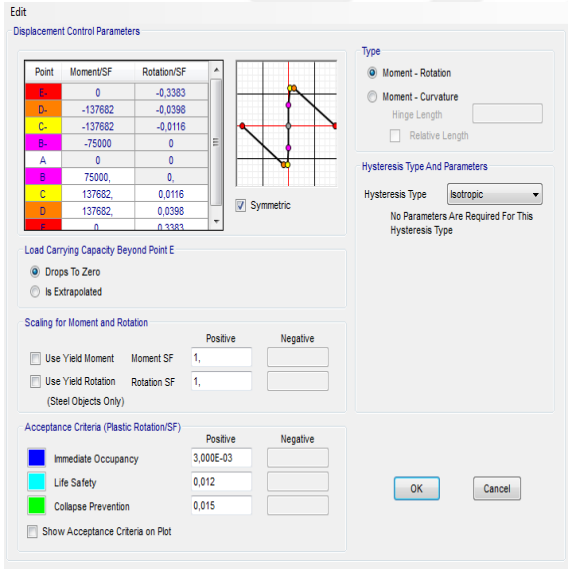 Edit
Displacement Control Parameters
Point Moment/SF Rotation/SF
E- 0 -0,3383
D- -137682 -0,0398
C- -137682 -0,0116
B- -75000 0
A 0 0
B 75000, 0,
C 137682, 0,0116
D 137682, 0,0398
E 0 0,3383
Symmetric
Type
Moment - Rotation
Moment - Curvature
Hinge Length
Relative Length
Hysteresis Type And Parameters
Hysteresis Type Isotropic
No Parameters Are Required For This
Hysteresis Type
Load Carrying Capacity Beyond Point E
Drops To Zero
Is Extrapolated
Scaling for Moment and Rotation
Positive Negative
Use Yield Moment Moment SF 1,
Use Yield Rotation Rotation SF 1,
(Steel Objects Only)
Acceptance Criteria (Plastic Rotation/SF)
Positive Negative
Immediate Occupancy 3,000E-03
Life Safety 0,012
Collapse Prevention 0,015
Show Acceptance Criteria on Plot
OK Cancel